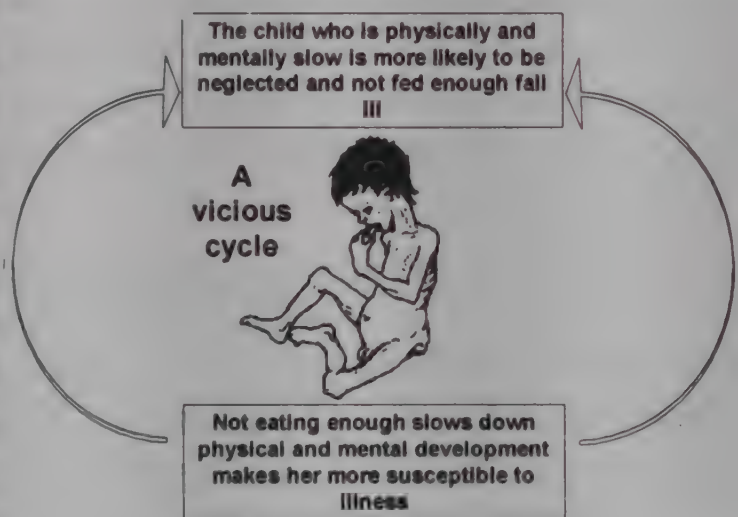 The child who is physically and
mentally slow is more likely to be
neglected and not fed enough fall
ill
A
vicious
cycle
Not eating enough slows down
physical and mental development
makes her more susceptible to
illness